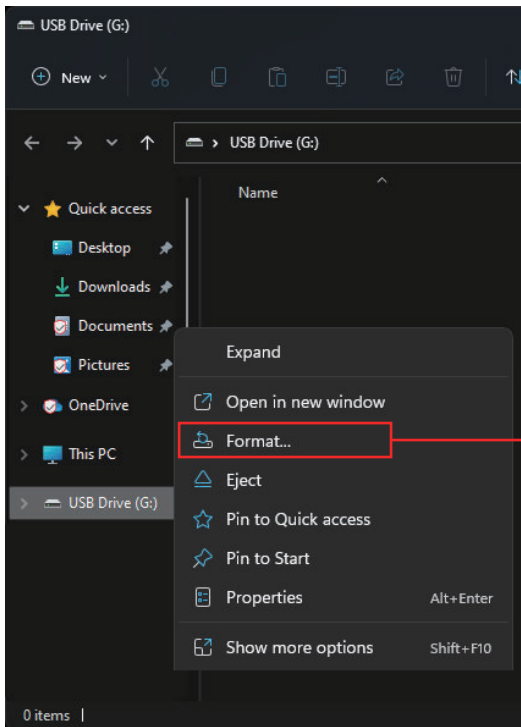 USB Drive (G:)
New
USB Drive (G:)
Name
Quick access
Desktop
Downloads
Documents
Pictures
OneDrive
This PC
USB Drive (G:)
Expand
Open in new window
Format...
Eject
Pin to Quick access
Pin to Start
Properties Alt+Enter
Show more options Shift+F10
0 items